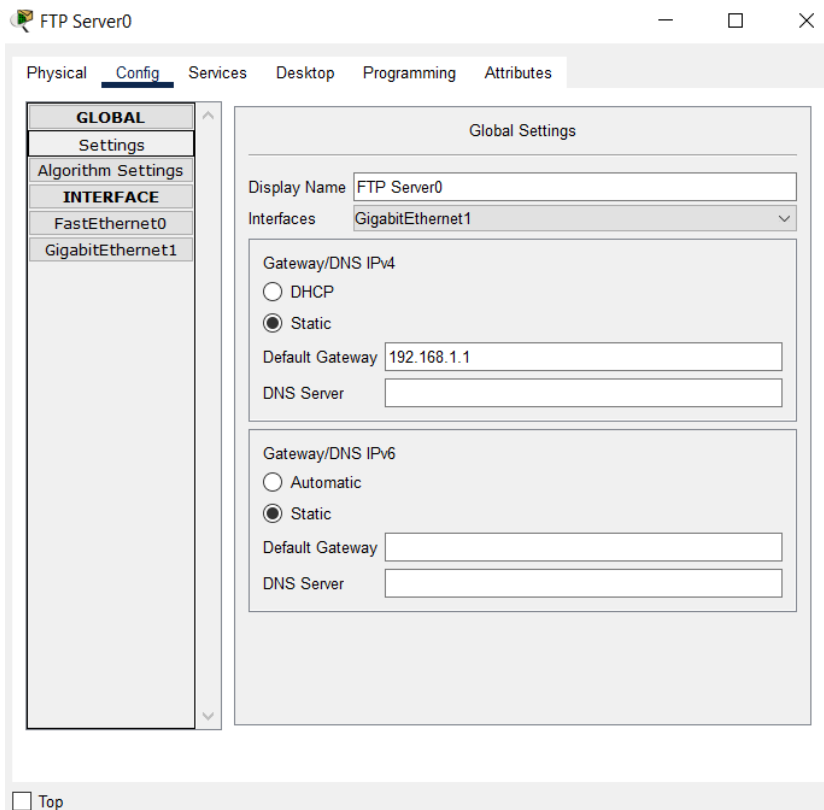 FTP Server0
Physical Config Services Desktop Programming Attributes
GLOBAL
Settings
Algorithm Settings
INTERFACE
FastEthernet0
GigabitEthernet1
Global Settings
Display Name FTP Server0
Interfaces GigabitEthernet1
Gateway/DNS IPv4
DHCP
Static
Default Gateway 192.168.1.1
DNS Server
Gateway/DNS IPv6
Automatic
Static
Default Gateway
DNS Server
Top